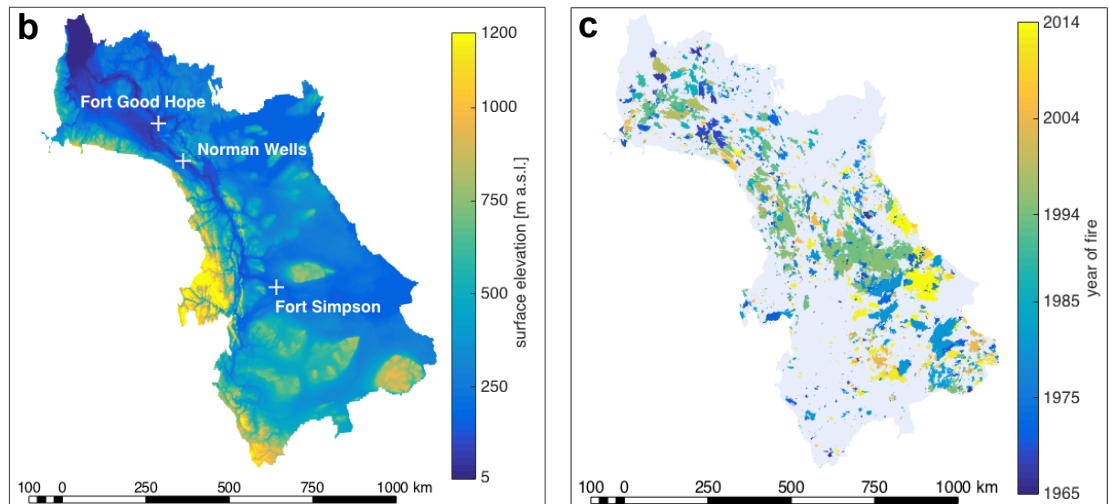 b
Fort Good Hope
Norman Wells
Fort Simpson
1200
1000
750
500
250
5
surface elevation [m a.s.l.]
100 0 250 500 750 1000 km
c
2014
2004
1994
1985
1975
1965
year of fire
100 0 250 500 750 1000 km